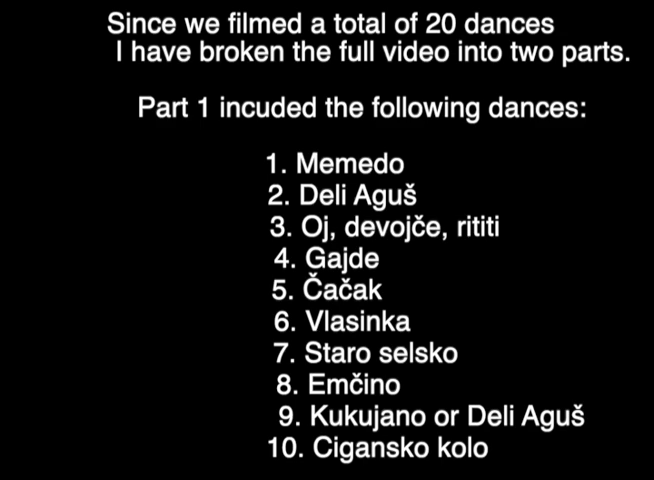 Since we filmed a total of 20 dances
I have broken the full video into two parts.
Part 1 incuded the following dances:
1. Memedo
2. Deli Aguš
3. Oj, devojče, rititi
4. Gajde
5. Čačak
6. Vlasinka
7. Staro selsko
8. Emčino
9. Kukujano or Deli Aguš
10. Cigansko kolo